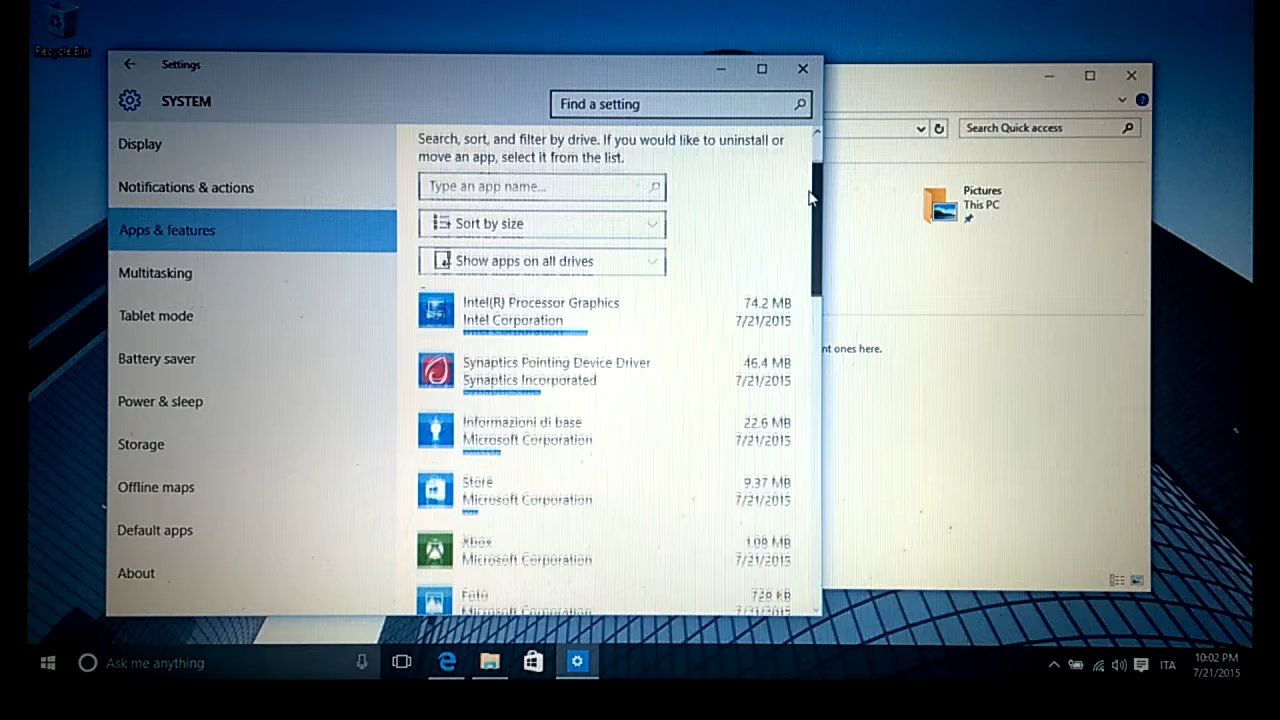 Recycle Bin
Settings
SYSTEM
Find a setting
Display
Notifications & actions
Apps & features
Multitasking
Tablet mode
Battery saver
Power & sleep
Storage
Offline maps
Default apps
About
Search, sort, and filter by drive. If you would like to uninstall or
move an app, select it from the list.
Type an app name...
Sort by size
Show apps on all drives
Intel(R) Processor Graphics 74.2 MB
Intel Corporation 7/21/2015
Synaptics Pointing Device Driver 46.4 MB
Synaptics Incorporated 7/21/2015
Informazioni di base 22.6 MB
Microsoft Corporation 7/21/2015
Store 9.37 MB
Microsoft Corporation 7/21/2015
Xbox 1.08 MB
Microsoft Corporation 7/21/2015
Foto KB
Microsoft Corporation 7/21/2015
Search Quick access
Pictures
This PC
nt ones here.
Ask me anything
ITA
10:02 PM
7/21/2015